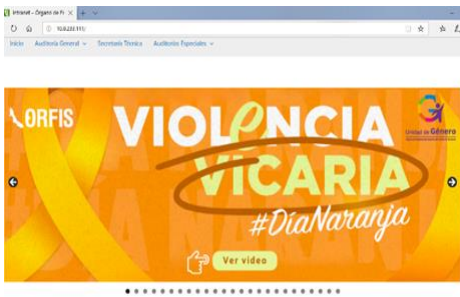 Intranet - Órgano de Fi
10.6.233.111/
Inicio Auditoría General Secretaría Técnica Auditorías Especiales
ORFIS
VIOLENCIA
VICARIA
Unidad de Género
#DíaNaranja
Ver video